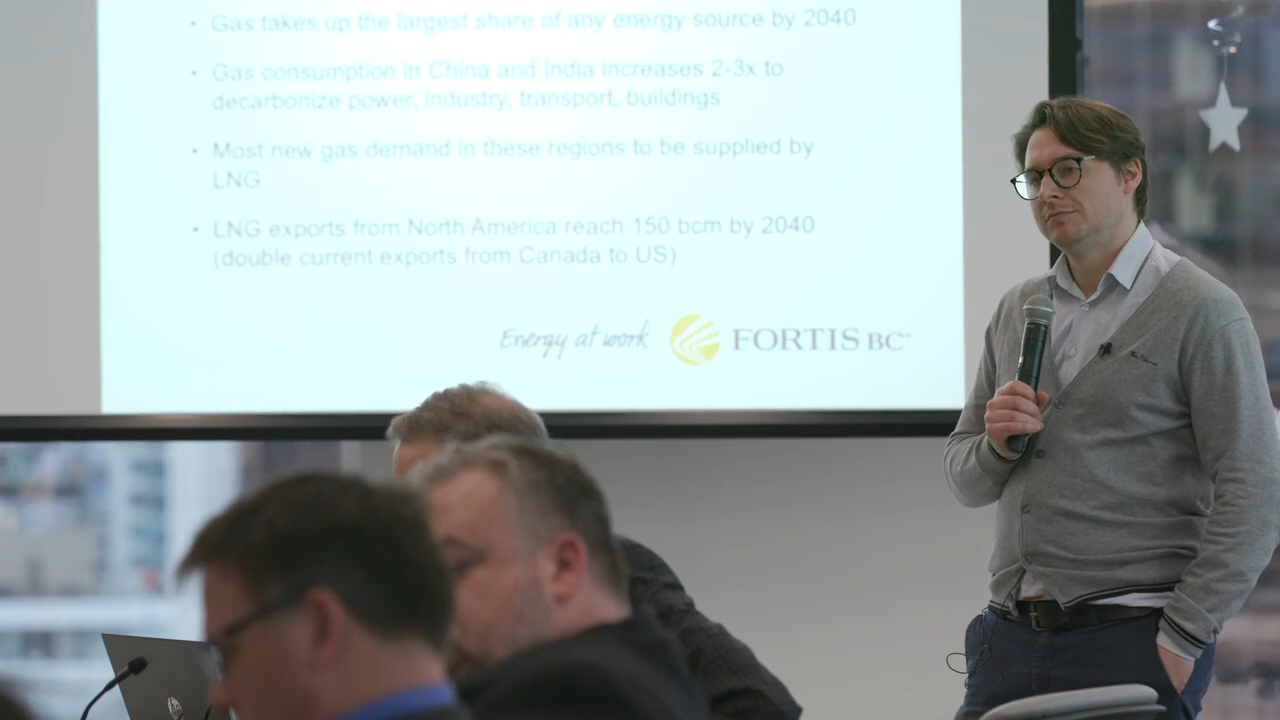 • Gas takes up the largest share of any energy source by 2040
• Gas consumption in China and India increases 2-3x to
decarbonize power, industry, transport, buildings
• Most new gas demand in these regions to be supplied by
LNG
• LNG exports from North America reach 150 bcm by 2040
(double current exports from Canada to US)
Energy at work FORTIS BC™